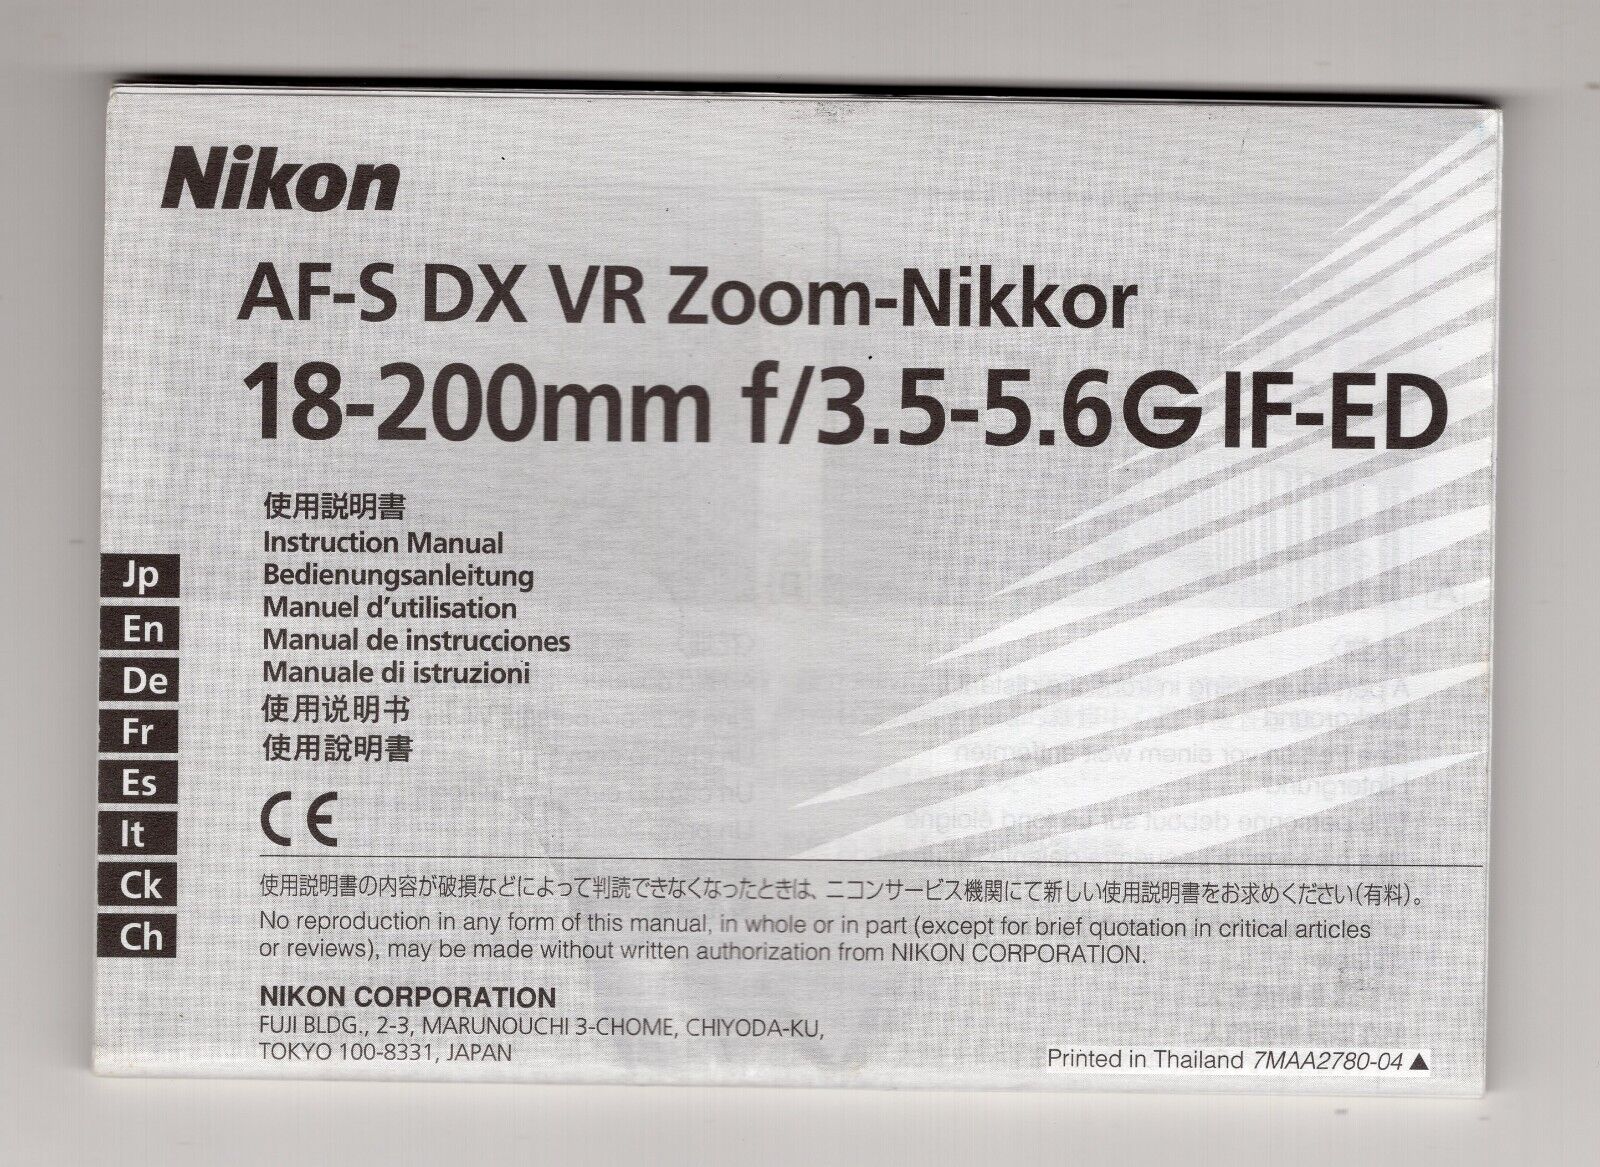 Nikon
AF-S DX VR Zoom-Nikkor
18-200mm f/3.5-5.6G IF-ED
使用説明書
Instruction Manual
Bedienungsanleitung
Manuel d'utilisation
Manual de instrucciones
Manuale di istruzioni
使用说明书
使用說明書
Jp
En
De
Fr
Es
It
Ck
Ch
CE
使用説明書の内容が破損などによって判読できなくなったときは、ニコンサービス機関にて新しい使用説明書をお求めください(有料)。
No reproduction in any form of this manual, in whole or in part (except for brief quotation in critical articles
or reviews), may be made without written authorization from NIKON CORPORATION.
NIKON CORPORATION
FUJI BLDG., 2-3, MARUNOUCHI 3-CHOME, CHIYODA-KU,
TOKYO 100-8331, JAPAN
Printed in Thailand 7MAA2780-04▲